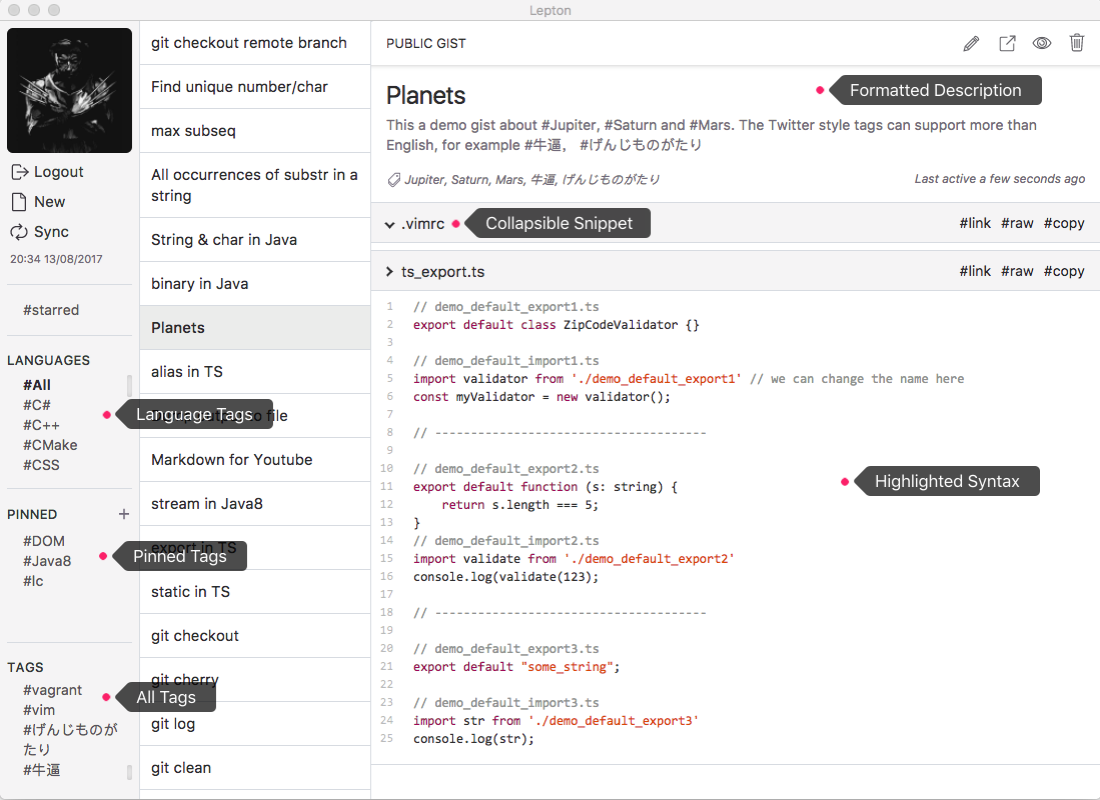 Lepton
Logout
New
Sync
20:34 13/08/2017
#starred
LANGUAGES
#All
#C#
#C++
#CMake
#CSS
Language Tags
PINNED +
#DOM
#Java8
#lc
Pinned Tags
TAGS
#vagrant
#vim
#げんじものが
たり
#牛逼
All Tags
git checkout remote branch
Find unique number/char
max subseq
All occurrences of substr in a
string
String & char in Java
binary in Java
Planets
alias in TS
to file
Markdown for Youtube
stream in Java8
export in TS
static in TS
git checkout
git cherry
git log
git clean
PUBLIC GIST
Planets
Formatted Description
This a demo gist about #Jupiter, #Saturn and #Mars. The Twitter style tags can support more than
English, for example #牛逼, #げんじものがたり
Jupiter, Saturn, Mars, 牛逼, げんじものがたり
Last active a few seconds ago
.vimrc
Collapsible Snippet
#link #raw #copy
ts_export.ts
#link #raw #copy
1 // demo_default_export1.ts
2 export default class ZipCodeValidator {}
3
4 // demo_default_import1.ts
5 import validator from './demo_default_export1' // we can change the name here
6 const myValidator = new validator();
7
8 // -------------------------------------
9
10 // demo_default_export2.ts
11 export default function (s: string) {
12 return s.length === 5;
13 }
14 // demo_default_import2.ts
15 import validate from './demo_default_export2'
16 console.log(validate(123);
17
18 // -------------------------------------
19
20 // demo_default_export3.ts
21 export default "some_string";
22
23 // demo_default_import3.ts
24 import str from './demo_default_export3'
25 console.log(str);
Highlighted Syntax